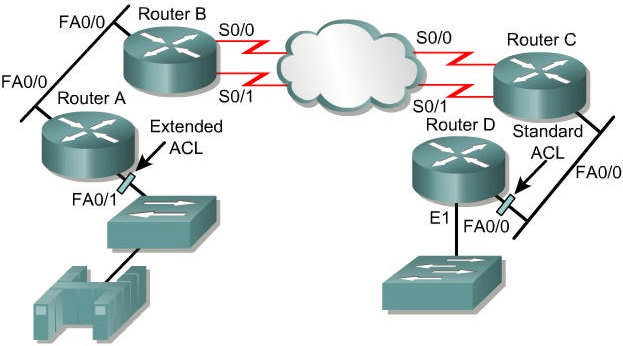 Router B
FA0/0
S0/0
S0/0
Router C
FA0/0
S0/1
S0/1
Router A
Extended
ACL
Router D
Standard
ACL
FA0/0
FA0/1
E1
FA0/0